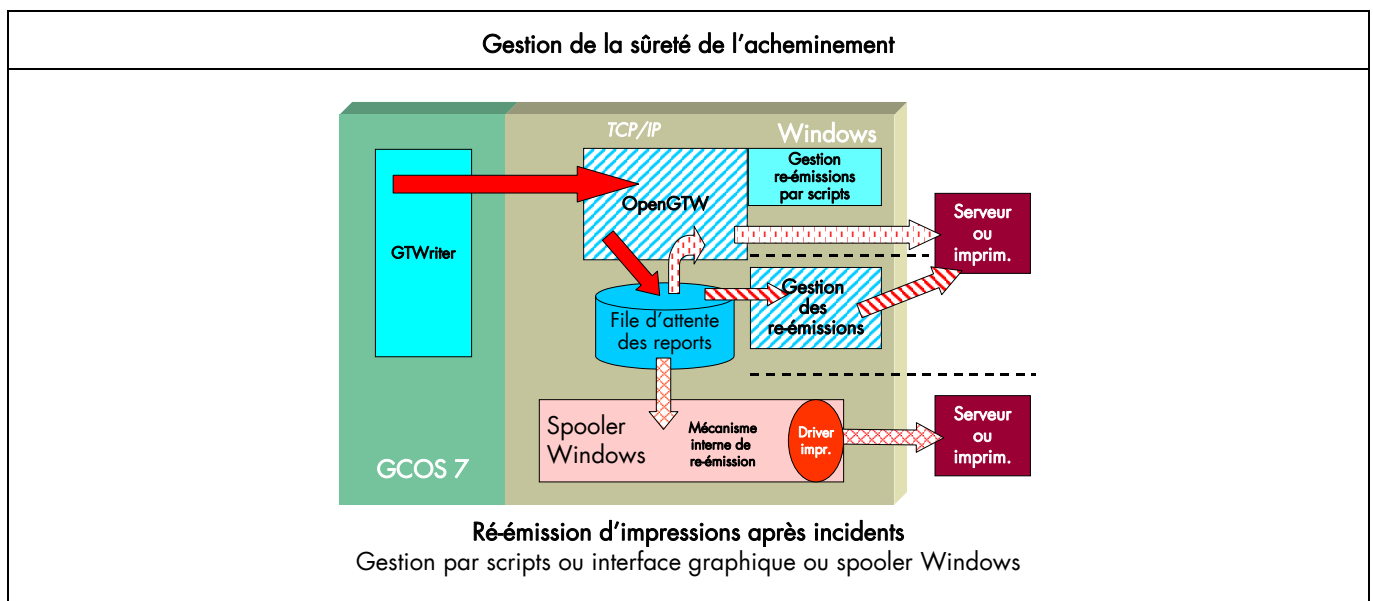 Gestion de la sûreté de l’acheminement
TCP/IP
Windows
GTWriter
OpenGTW
Gestion
re-émissions
par scripts
Serveur
ou
imprim.
Gestion
des
re-émissions
File d’attente
des reports
Spooler
Windows
Mécanisme
interne de
re-émission
Driver
impr.
Serveur
ou
imprim.
GCOS 7
Ré-émission d’impressions après incidents
Gestion par scripts ou interface graphique ou spooler Windows